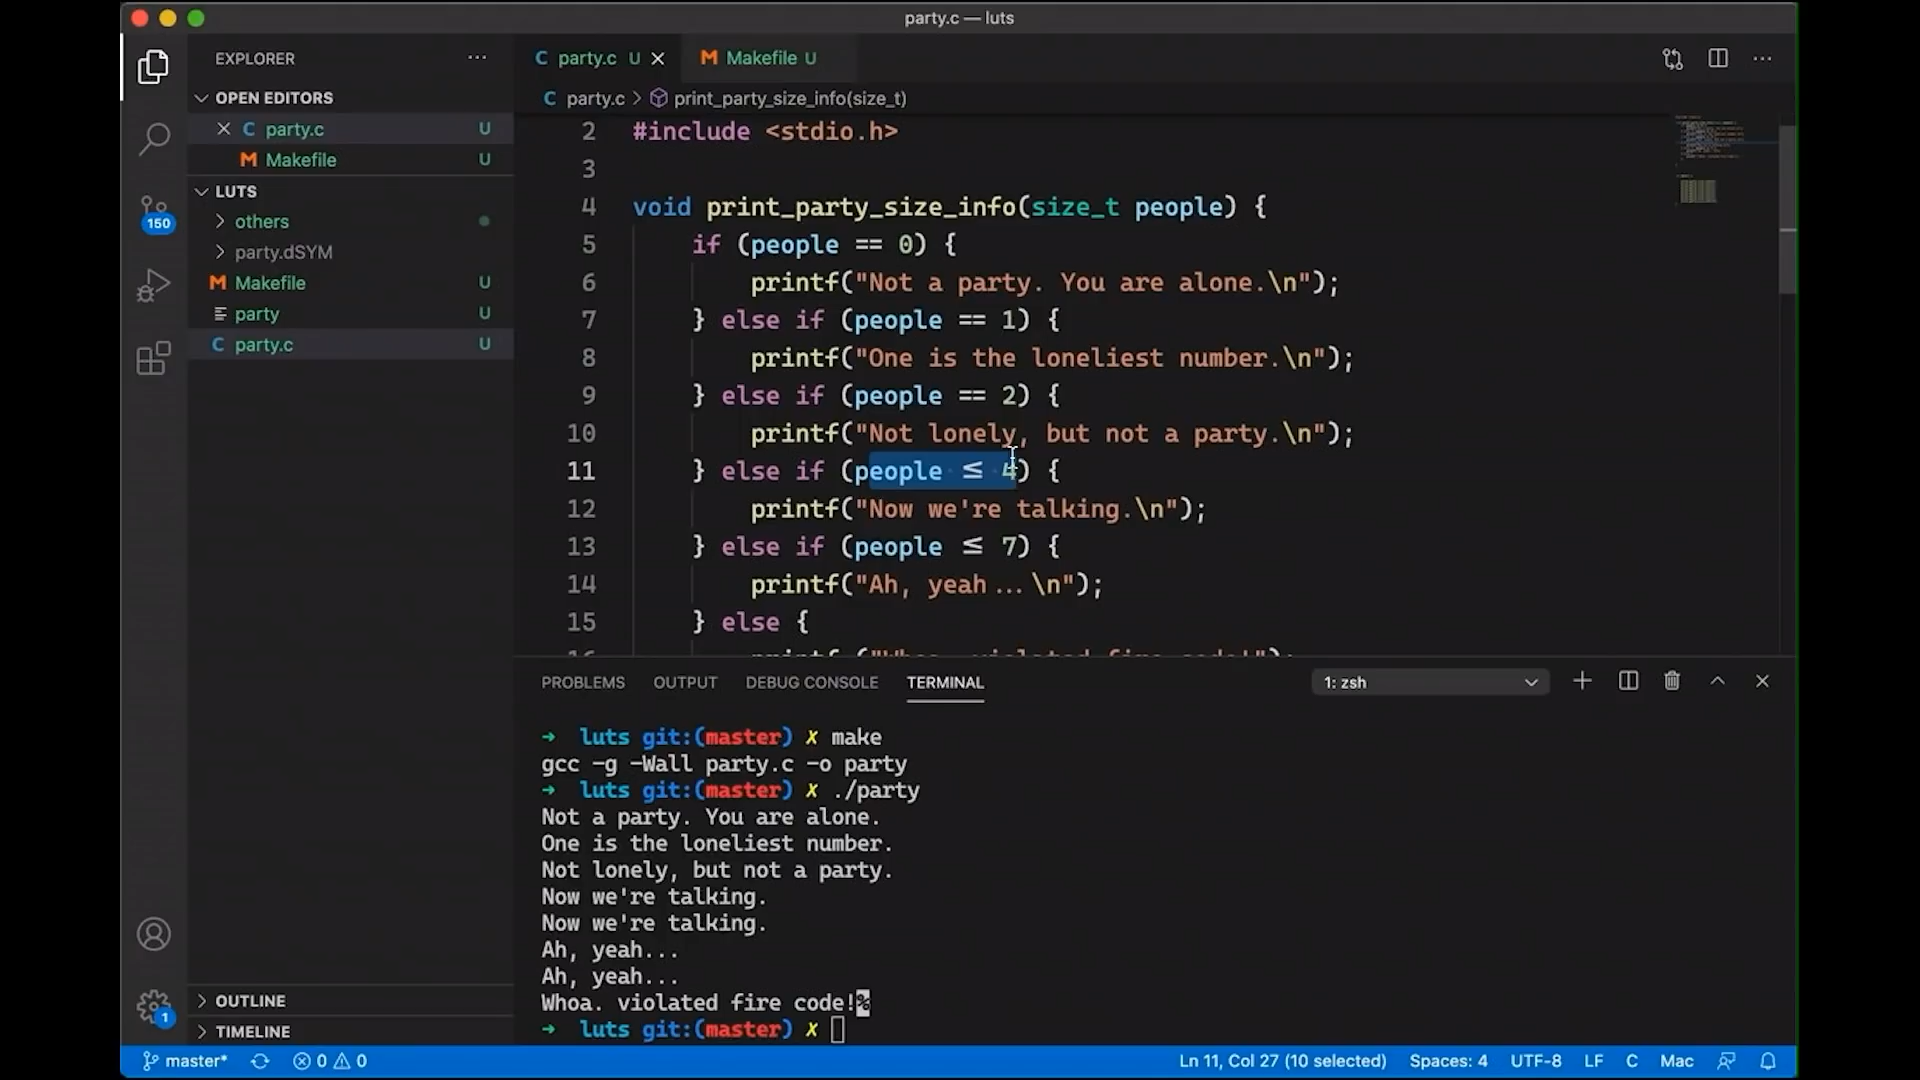 party.c — luts
EXPLORER
OPEN EDITORS
party.c U
Makefile U
LUTS
others
party.dSYM
Makefile U
party U
party.c U
OUTLINE
TIMELINE
150
1
party.c U
Makefile U
party.c > print_party_size_info(size_t)
2 #include <stdio.h>
3
4 void print_party_size_info(size_t people) {
5 if (people == 0) {
6 printf("Not a party. You are alone.\n");
7 } else if (people == 1) {
8 printf("One is the loneliest number.\n");
9 } else if (people == 2) {
10 printf("Not lonely, but not a party.\n");
11 } else if (people ≤ 4) {
12 printf("Now we're talking.\n");
13 } else if (people ≤ 7) {
14 printf("Ah, yeah...\n");
15 } else {
PROBLEMS OUTPUT DEBUG CONSOLE TERMINAL
1: zsh
➜ luts git:(master) ✗ make
gcc -g -Wall party.c -o party
➜ luts git:(master) ✗ ./party
Not a party. You are alone.
One is the loneliest number.
Not lonely, but not a party.
Now we're talking.
Now we're talking.
Ah, yeah...
Ah, yeah...
Whoa. violated fire code!%
➜ luts git:(master) ✗
master* 0 0 Ln 11, Col 27 (10 selected) Spaces: 4 UTF-8 LF C Mac